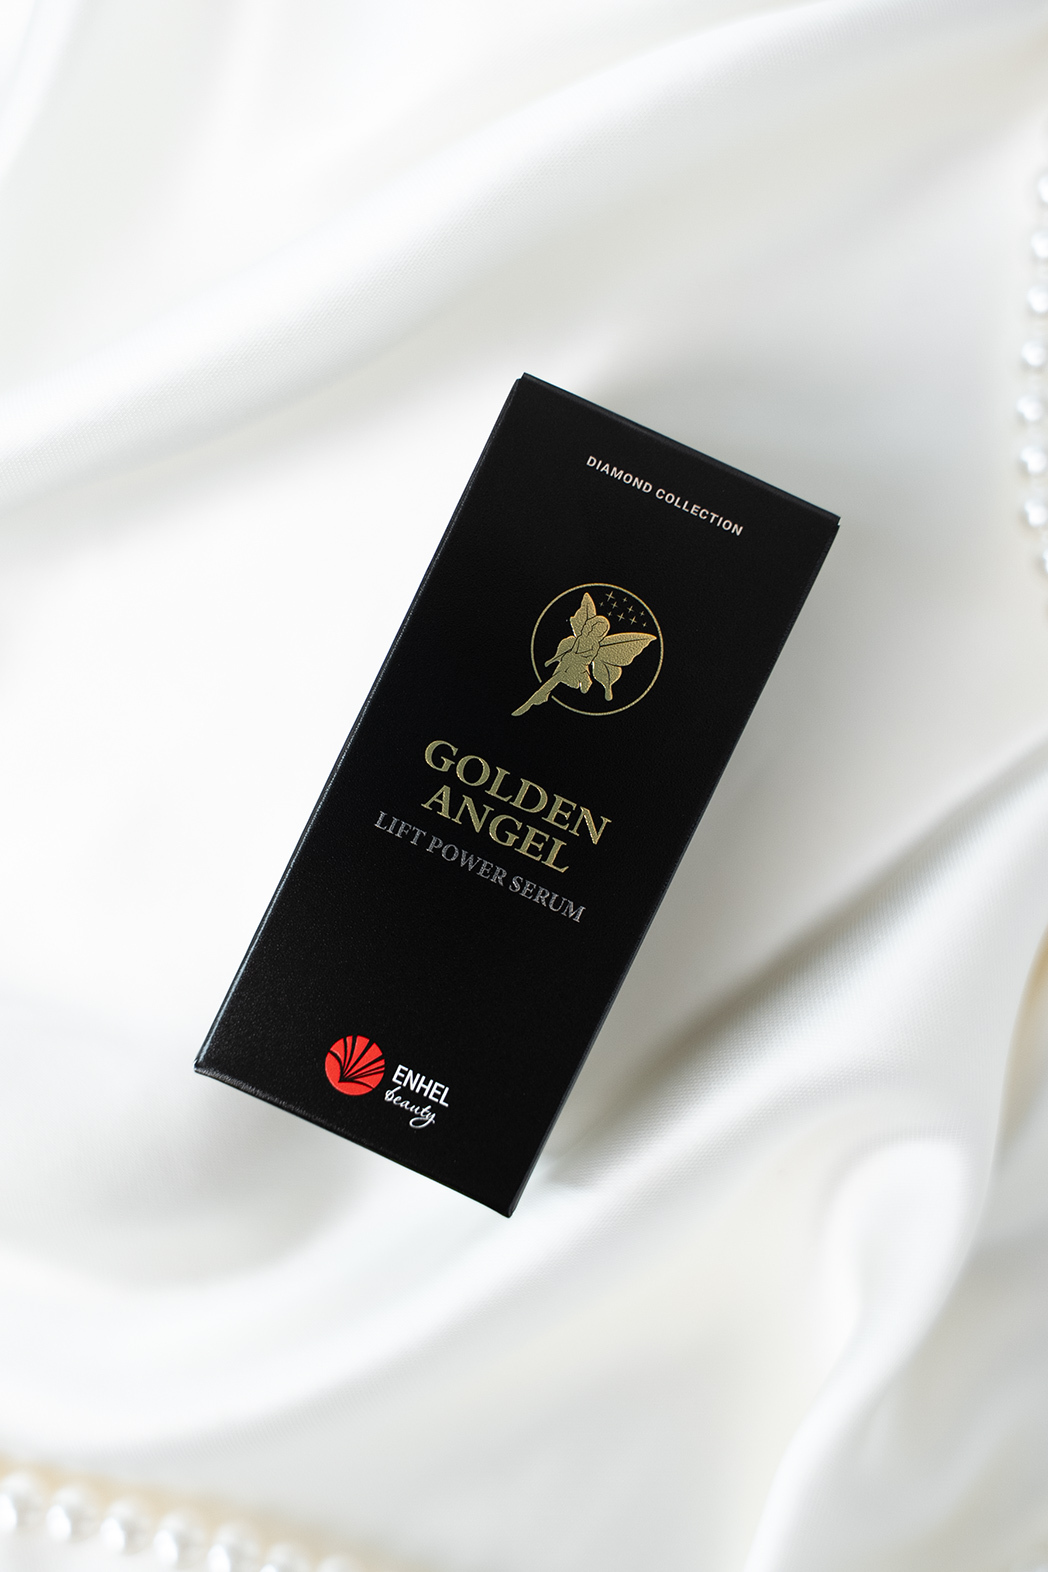 DIAMOND COLLECTION
GOLDEN
ANGEL
LIFT POWER SERUM
ENHEL
beauty